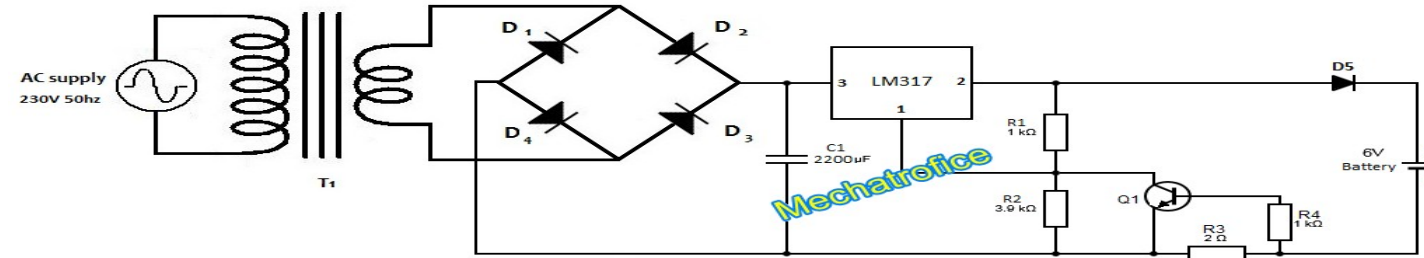 AC supply
230V 50hz
T1
D1
D2
D4
D3
3 LM317 2
1
C1
2200µF
Mechatrofice
R1
1 kΩ
R2
3.9 kΩ
Q1
R3
2 Ω
R4
1 kΩ
D5
6V
Battery